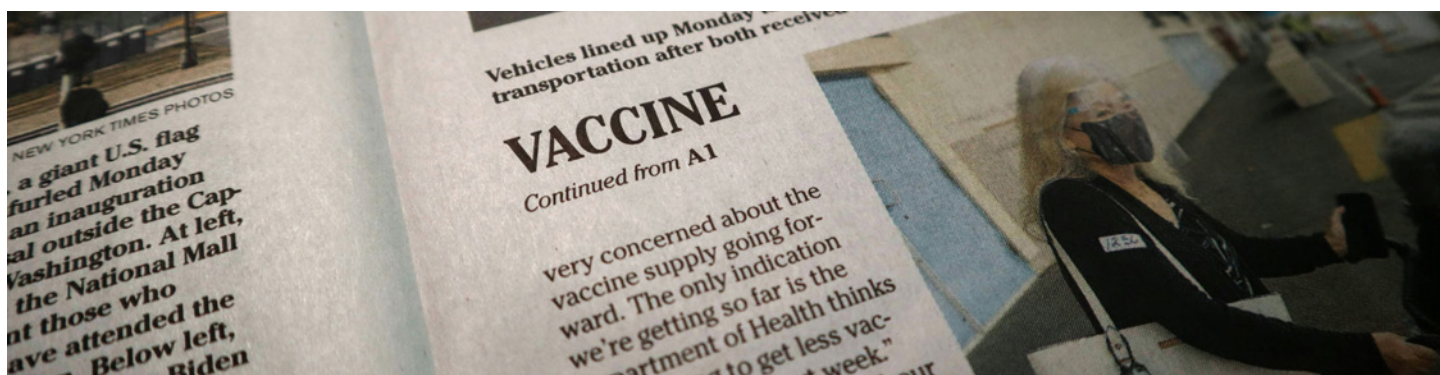 NEW YORK TIMES PHOTOS
a giant U.S. flag
furled Monday
an inauguration
outside the Cap-
Washington. At left,
the National Mall
those who
attended the
Below left,
Biden
Vehicles lined up Monday
transportation after both received
VACCINE
Continued from A1
very concerned about the
vaccine supply going for-
ward. The only indication
we're getting so far is the
artment of Health thinks
to get less vac-
week."
our